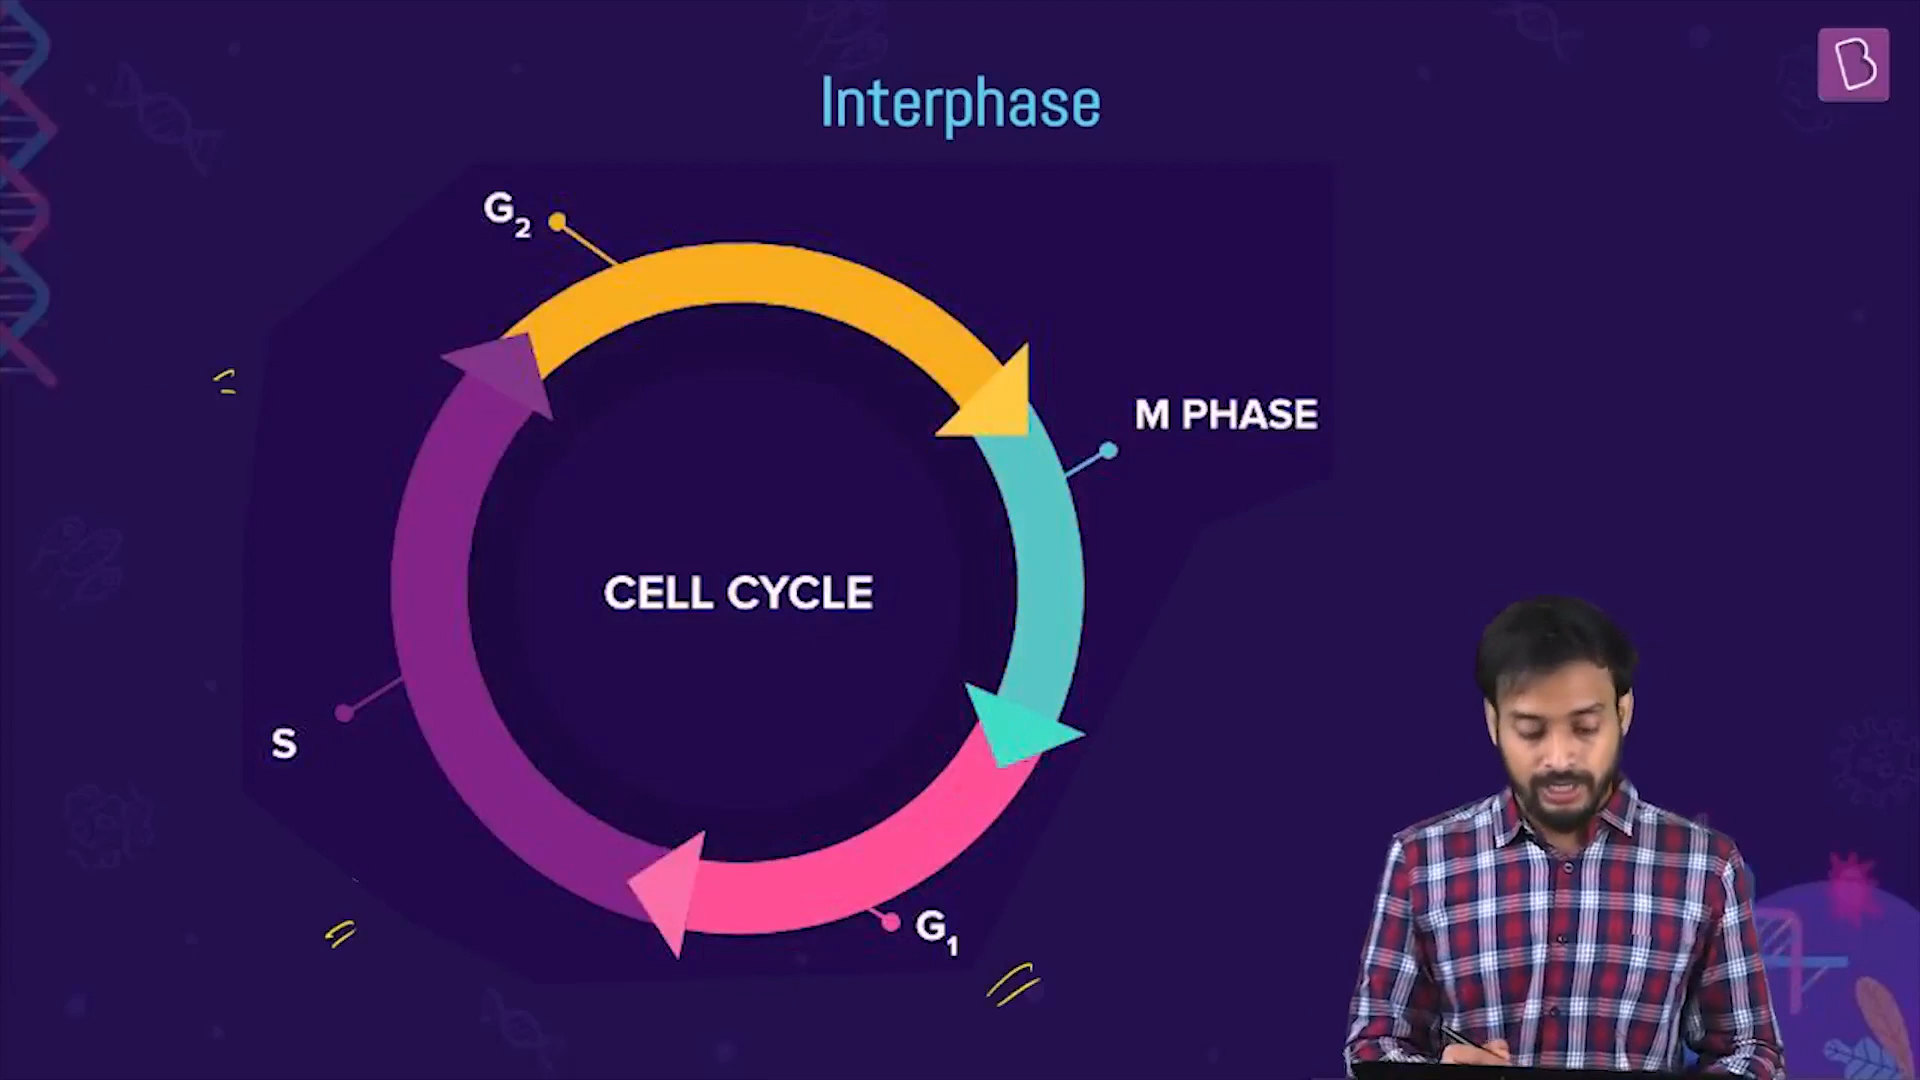 Interphase
G₂
M PHASE
CELL CYCLE
S
G₁
B